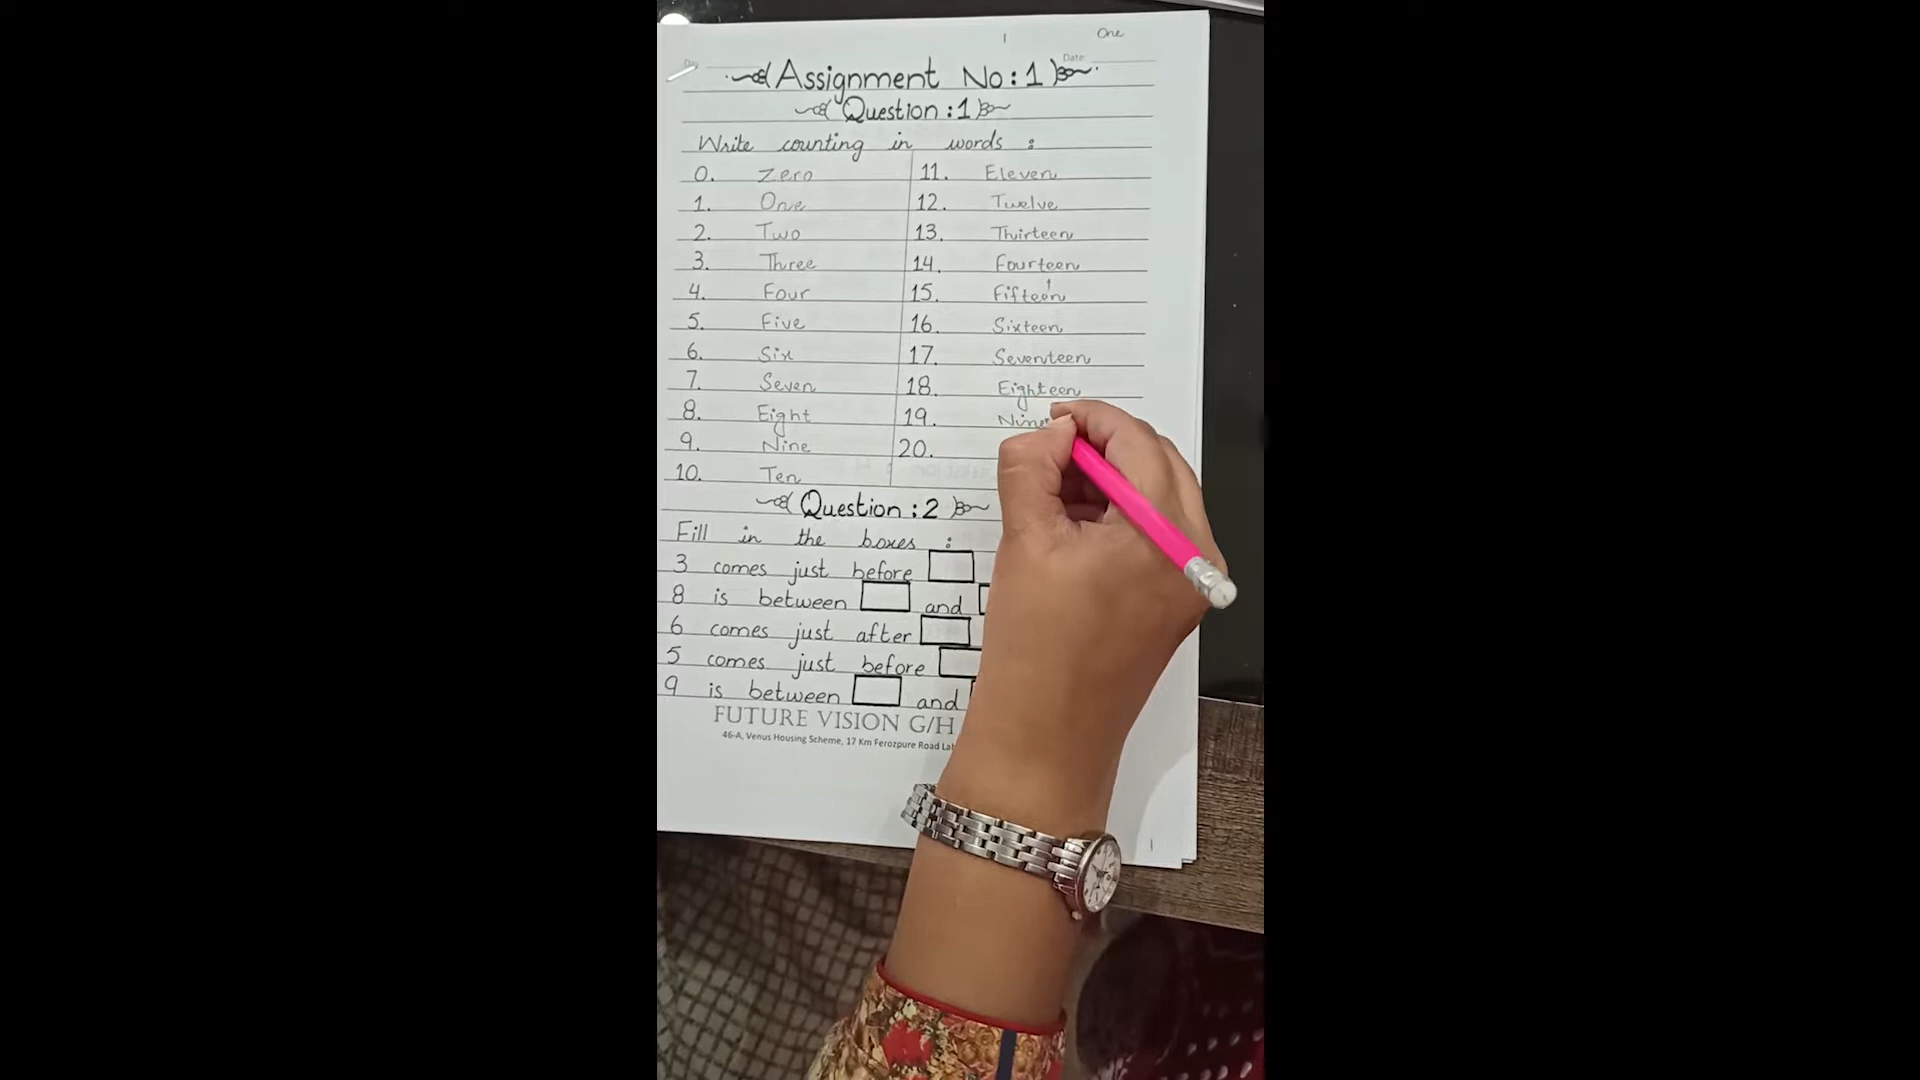 1 One
Date
Assignment No:1
Question :1
Write counting in words :
0. Zero
1. One
2. Two
3. Three
4. Four
5. Five
6. Six
7. Seven
8. Eight
9. Nine
10. Ten
11. Eleven
12. Twelve
13. Thirteen
14. Fourteen
15. Fifteen
16. Sixteen
17. Seventeen
18. Eighteen
19. Nine
20.
Question :2
Fill in the boxes :
3 comes just before
8 is between and
6 comes just after
5 comes just before
9 is between and
FUTURE VISION G/H
46-A, Venus Housing Scheme, 17 Km Ferozpure Road